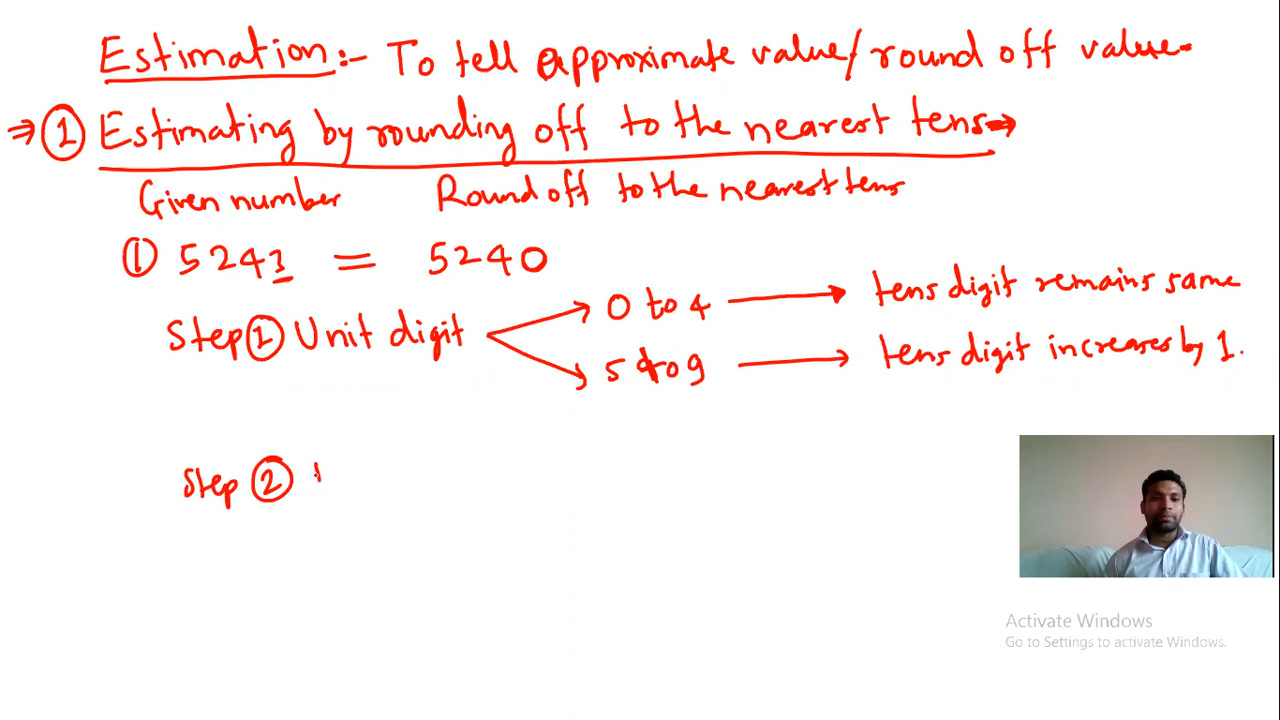 Estimation:- To tell approximate value/round off value.
⇒ ① Estimating by rounding off to the nearest tens→
Given number Round off to the nearest tens
① 5243 = 5240
Step ① Unit digit → 0 to 4 → tens digit remains same
→ 5 to 9 → tens digit increases by 1.
Step ②
Activate Windows
Go to Settings to activate Windows.